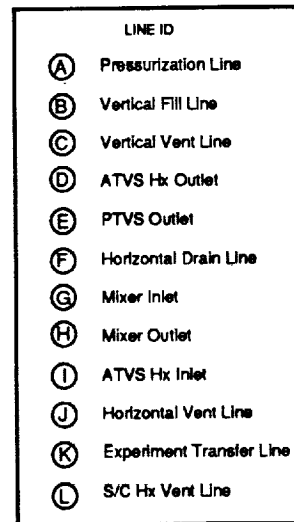 LINE ID
A Pressurization Line
B Vertical Fill Line
C Vertical Vent Line
D ATVS Hx Outlet
E PTVS Outlet
F Horizontal Drain Line
G Mixer Inlet
H Mixer Outlet
I ATVS Hx Inlet
J Horizontal Vent Line
K Experiment Transfer Line
L S/C Hx Vent Line